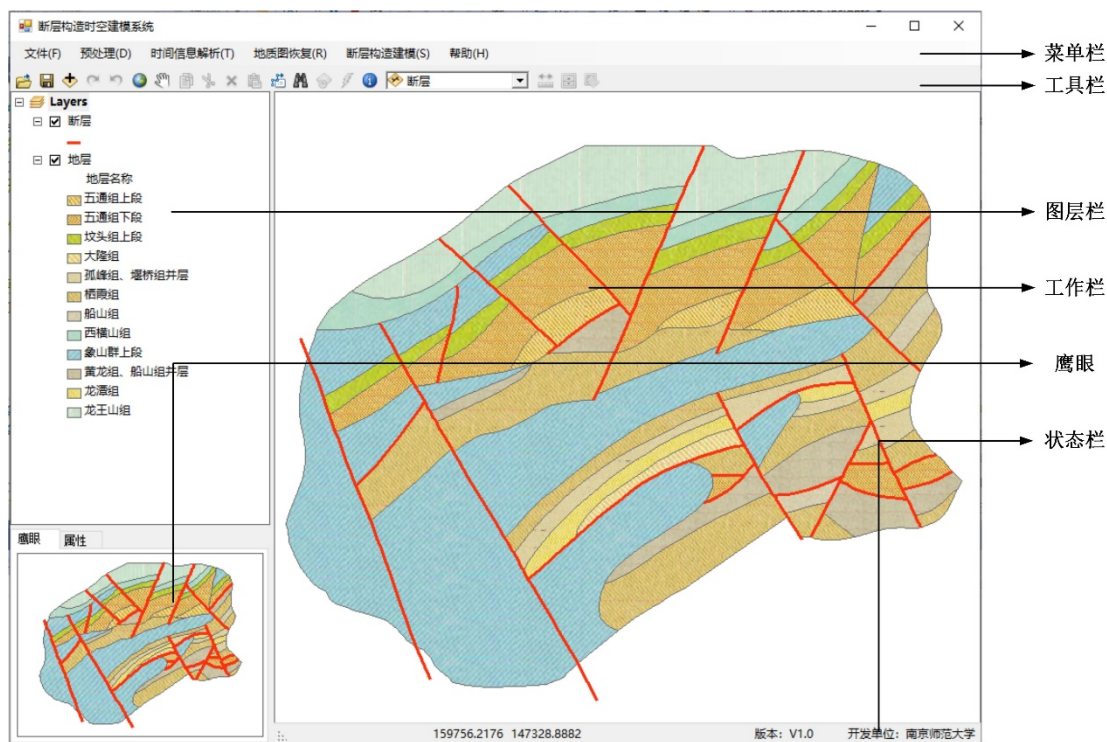 断层构造时空建模系统
文件(F) 预处理(D) 时间信息解析(T) 地质图恢复(R) 断层构造建模(S) 帮助(H)
菜单栏
断层
工具栏
Layers
断层
地层
地层名称
五通组上段
五通下段
图层栏
坟头组上段
大隆组
孤峰组、堰桥组并层
工作栏
栖霞组
船山组
西横山组
象山群上段
鹰眼
黄龙组、船山组并层
龙潭组
龙王山组
状态栏
鹰眼 属性
159756.2176 147328.8882 版本：V1.0 开发单位：南京师范大学